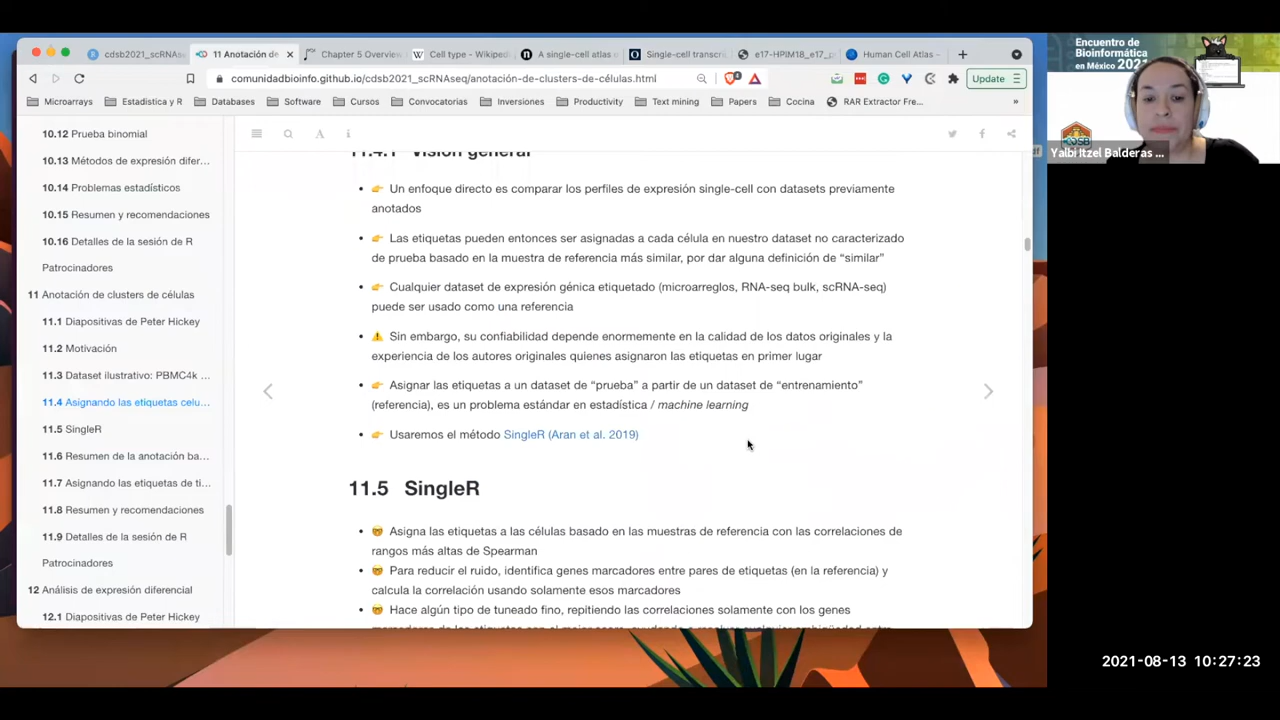 cdsb2021_scRNAse
11 Anotación de
Chapter 5 Overview
Cell type - Wikiped
A single-cell atlas o
Single-cell transcri
e17-HPIM18_e17_p
Human Cell Atlas –
comunidadbioinfo.github.io/cdsb2021_scRNAseq/anotación-de-clusters-de-células.html
Update
Microarrays
Estadistica y R
Databases
Software
Cursos
Convocatorias
Inversiones
Productivity
Text mining
Papers
Cocina
RAR Extractor Fre...
»
10.12 Prueba binomial
10.13 Métodos de expresión difer...
10.14 Problemas estadísticos
10.15 Resumen y recomendaciones
10.16 Detalles de la sesión de R
Patrocinadores
11 Anotación de clusters de células
11.1 Diapositivas de Peter Hickey
11.2 Motivación
11.3 Dataset ilustrativo: PBMC4k ...
11.4 Asignando las etiquetas celu...
11.5 SingleR
11.6 Resumen de la anotación ba...
11.7 Asignando las etiquetas de ti...
11.8 Resumen y recomendaciones
11.9 Detalles de la sesión de R
Patrocinadores
12 Análisis de expresión diferencial
12.1 Diapositivas de Peter Hickey
11.4.1 Visión general
• 👉 Un enfoque directo es comparar los perfiles de expresión single-cell con datasets previamente
anotados
• 👉 Las etiquetas pueden entonces ser asignadas a cada célula en nuestro dataset no caracterizado
de prueba basado en la muestra de referencia más similar, por dar alguna definición de “similar”
• 👉 Cualquier dataset de expresión génica etiquetado (microarreglos, RNA-seq bulk, scRNA-seq)
puede ser usado como una referencia
• ⚠️ Sin embargo, su confiabilidad depende enormemente en la calidad de los datos originales y la
experiencia de los autores originales quienes asignaron las etiquetas en primer lugar
• 👉 Asignar las etiquetas a un dataset de “prueba” a partir de un dataset de “entrenamiento”
(referencia), es un problema estándar en estadística / machine learning
• 👉 Usaremos el método SingleR (Aran et al. 2019)
11.5 SingleR
• 🤓 Asigna las etiquetas a las células basado en las muestras de referencia con las correlaciones de
rangos más altas de Spearman
• 🤓 Para reducir el ruido, identifica genes marcadores entre pares de etiquetas (en la referencia) y
calcula la correlación usando solamente esos marcadores
• 🤓 Hace algún tipo de tuneado fino, repitiendo las correlaciones solamente con los genes
Encuentro de
Bioinformática
en México 2021
Yalbi Itzel Balderas ...
2021-08-13 10:27:23